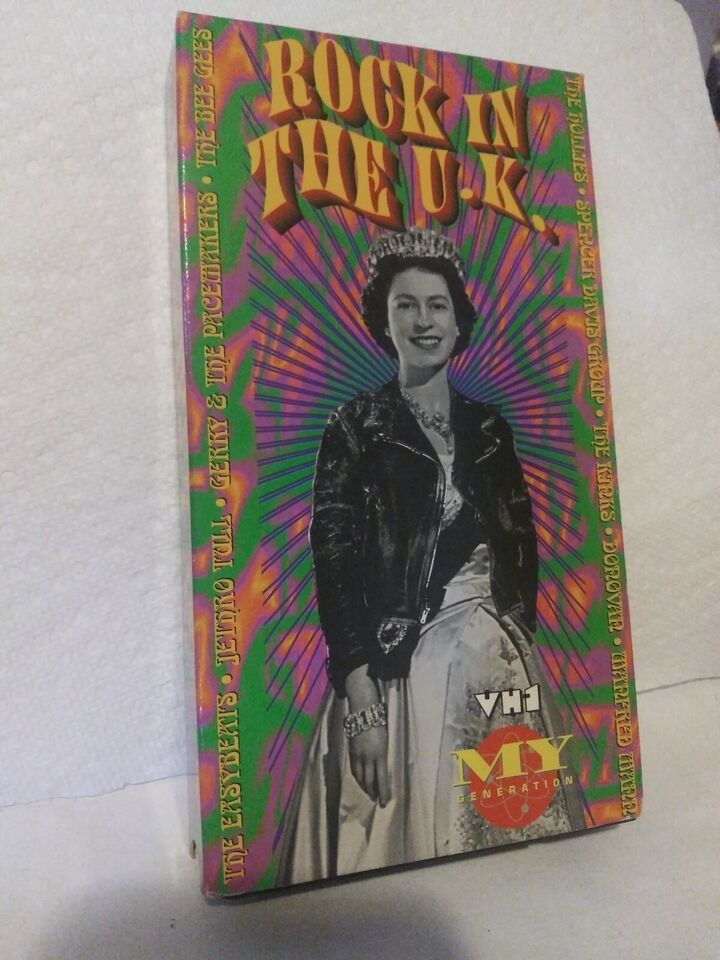 ROCK IN
THE U.K.
THE EASYBEATS • JETHRO TULL • GERRY & THE PACEMAKERS • THE BEE GEES
THE HOLLIES • SPENCER DAVIS GROUP • THE KINKS • DONOVAN • MANFRED MANN
VH1
MY
GENERATION